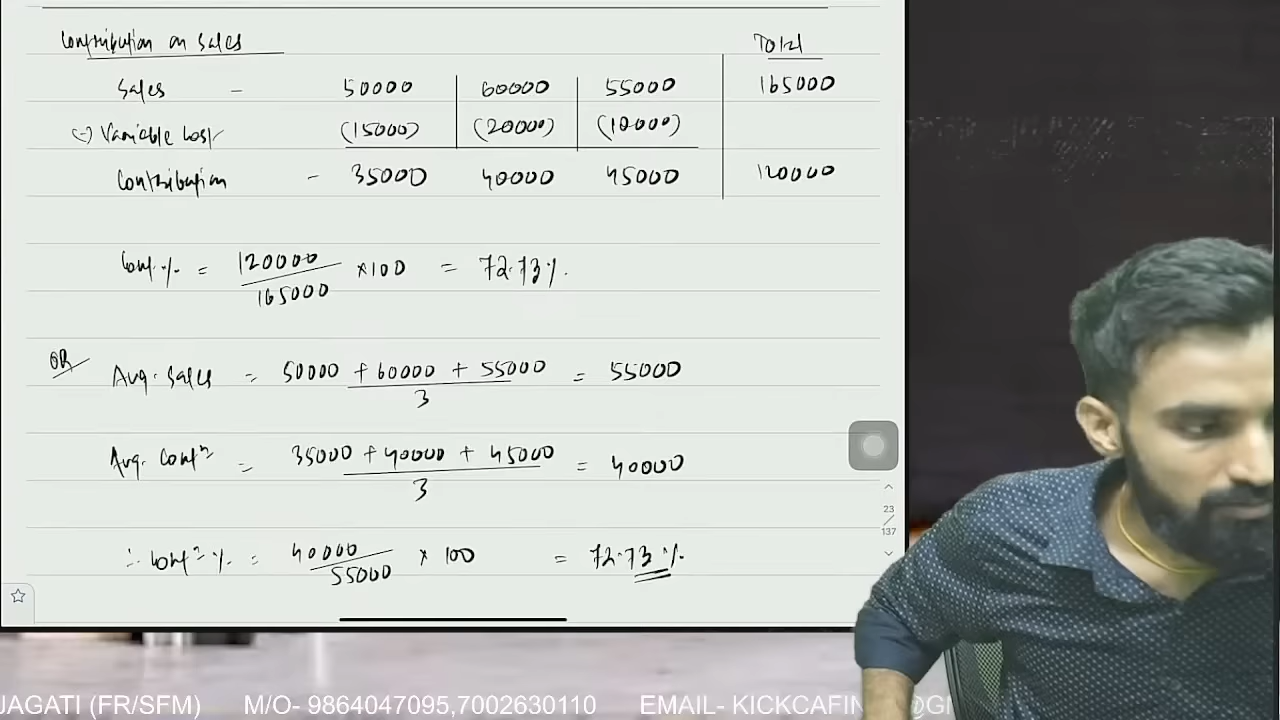 Contribution on Sales
Total
Sales - 50000 60000 55000 165000
(-) Variable Cost (15000) (20000) (10000)
Contribution - 35000 40000 45000 120000
Cont.% = 120000/165000 ×100 = 72.73%.
OR Avg. Sales = 50000 + 60000 + 55000 / 3 = 55000
Avg. Contⁿ = 35000 + 40000 + 45000 / 3 = 40000
∴ Contⁿ % = 40000/55000 × 100 = 72.73%
23
/
137
JAGATI (FR/SFM) M/O- 9864047095,7002630110 EMAIL- KICKCAFIN @G